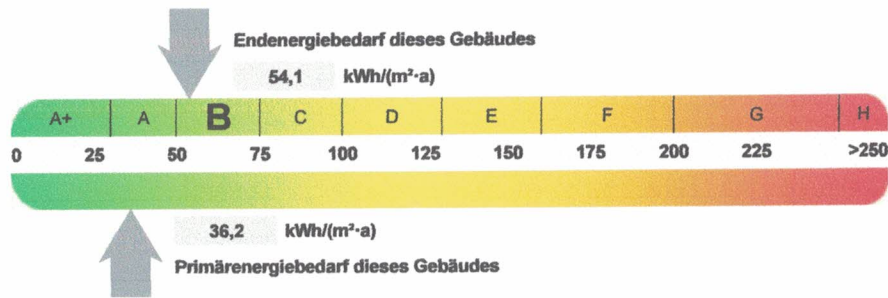 Endenergiebedarf dieses Gebäudes
54,1 kWh/(m²·a)
A+ A B C D E F G H
0 25 50 75 100 125 150 175 200 225 >250
36,2 kWh/(m²·a)
Primärenergiebedarf dieses Gebäudes